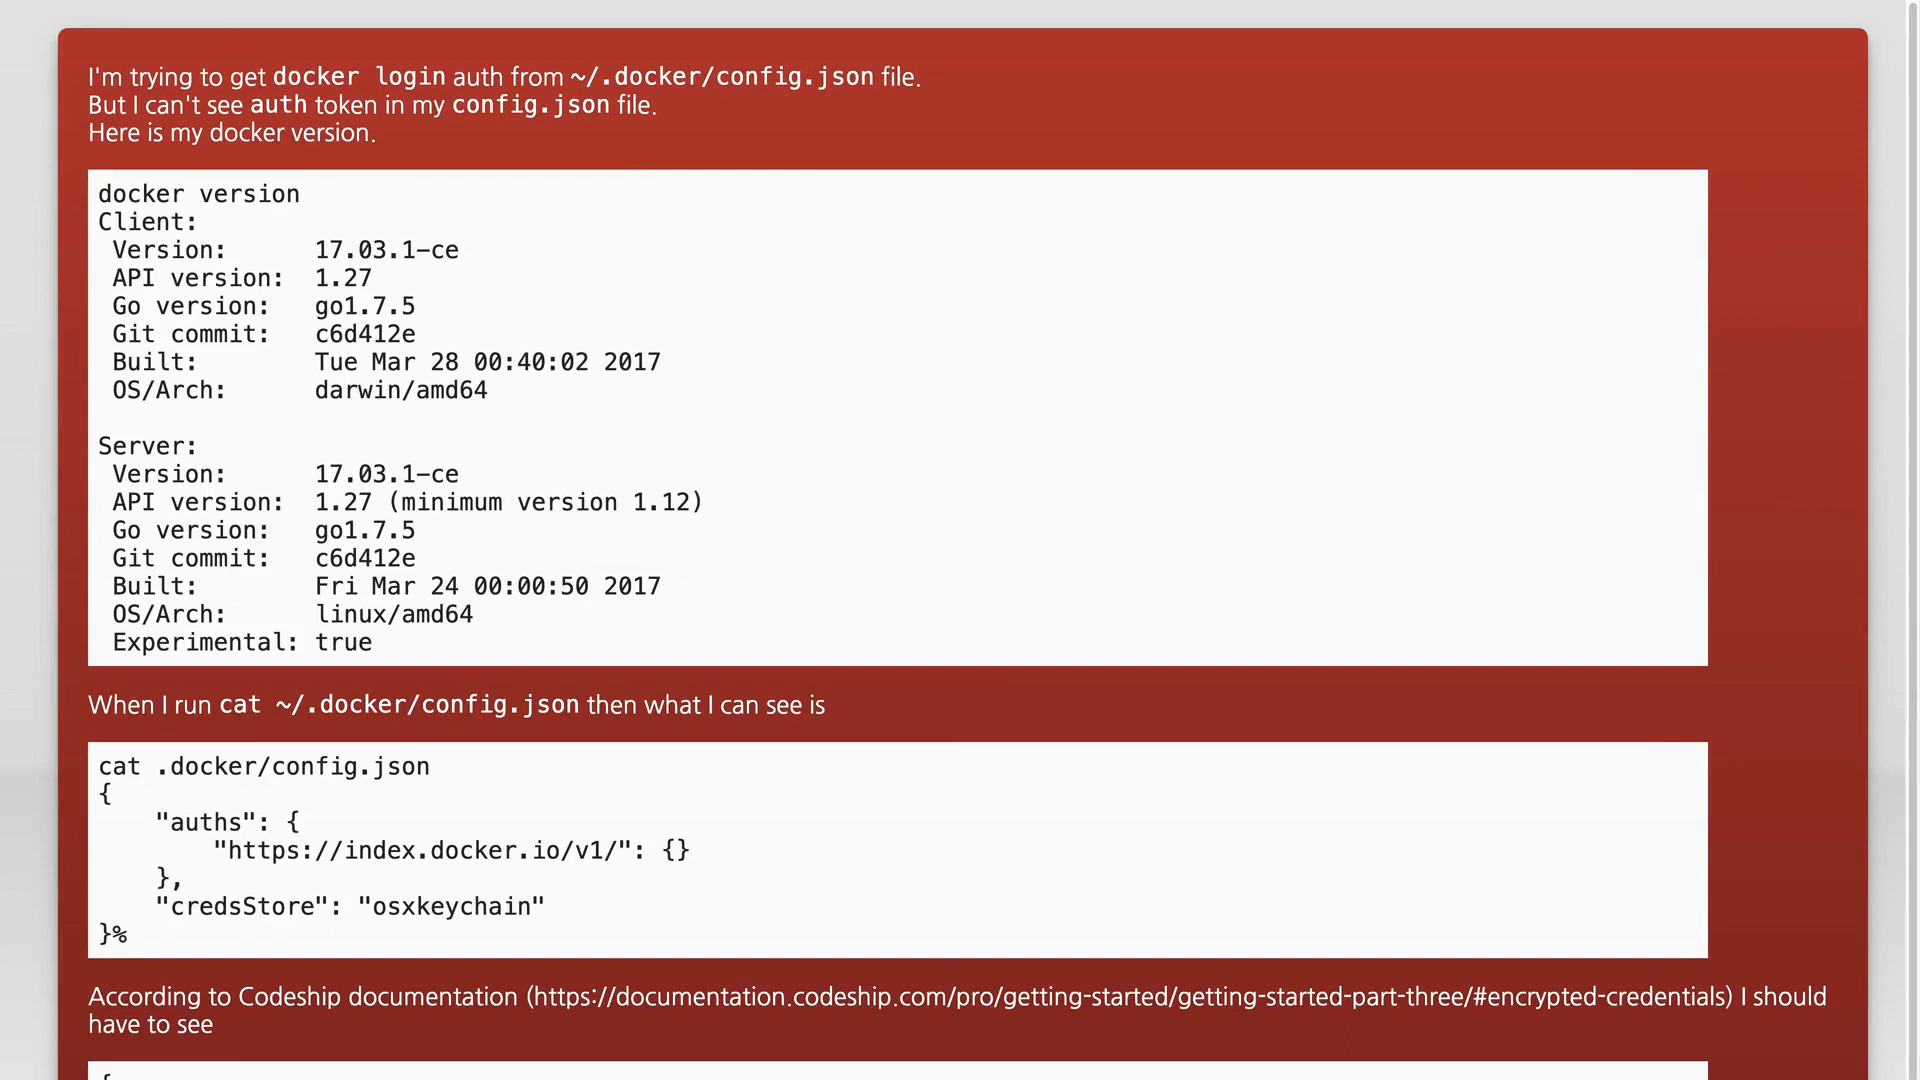 I'm trying to get docker login auth from ~/.docker/config.json file.
But I can't see auth token in my config.json file.
Here is my docker version.
docker version
Client:
 Version:      17.03.1-ce
 API version:  1.27
 Go version:   go1.7.5
 Git commit:   c6d412e
 Built:        Tue Mar 28 00:40:02 2017
 OS/Arch:      darwin/amd64

Server:
 Version:      17.03.1-ce
 API version:  1.27 (minimum version 1.12)
 Go version:   go1.7.5
 Git commit:   c6d412e
 Built:        Fri Mar 24 00:00:50 2017
 OS/Arch:      linux/amd64
 Experimental: true
When I run cat ~/.docker/config.json then what I can see is
cat .docker/config.json
{
    "auths": {
        "https://index.docker.io/v1/": {}
    },
    "credsStore": "osxkeychain"
}%
According to Codeship documentation (https://documentation.codeship.com/pro/getting-started/getting-started-part-three/#encrypted-credentials) I should
have to see